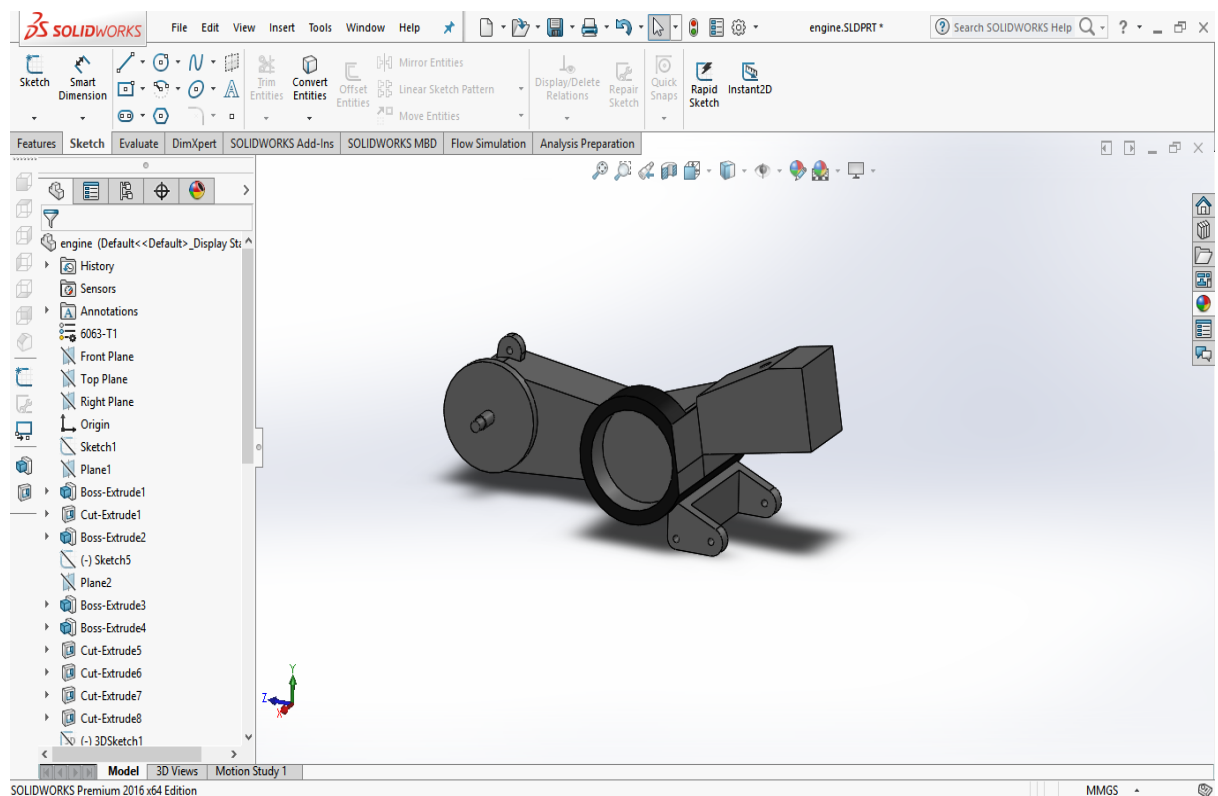 SOLIDWORKS File Edit View Insert Tools Window Help engine.SLDPRT * Search SOLIDWORKS Help ?
Sketch Smart Dimension Trim Entities Convert Entities Offset Entities Mirror Entities Linear Sketch Pattern Move Entities Display/Delete Relations Repair Sketch Quick Snaps Rapid Sketch Instant2D
Features Sketch Evaluate DimXpert SOLIDWORKS Add-Ins SOLIDWORKS MBD Flow Simulation Analysis Preparation
engine (Default<<Default>_Display Sta
History
Sensors
Annotations
6063-T1
Front Plane
Top Plane
Right Plane
Origin
Sketch1
Plane1
Boss-Extrude1
Cut-Extrude1
Boss-Extrude2
(-) Sketch5
Plane2
Boss-Extrude3
Boss-Extrude4
Cut-Extrude5
Cut-Extrude6
Cut-Extrude7
Cut-Extrude8
(-) 3DSketch1
Y
Z
X
Model 3D Views Motion Study 1
SOLIDWORKS Premium 2016 x64 Edition MMGS